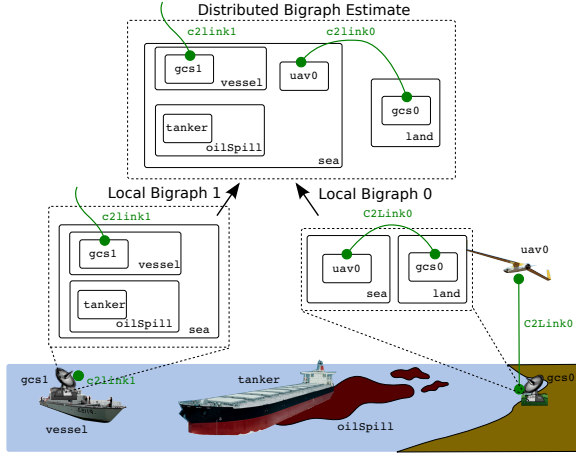 Distributed Bigraph Estimate
c2link1
c2link0
gcs1
vessel
uav0
gcs0
land
tanker
oilSpill
sea
Local Bigraph 1
Local Bigraph 0
c2link1
C2Link0
gcs1
vessel
tanker
oilSpill
sea
uav0
sea
gcs0
land
uav0
C2Link0
gcs1
c2link1
vessel
tanker
oilSpill
gcs0